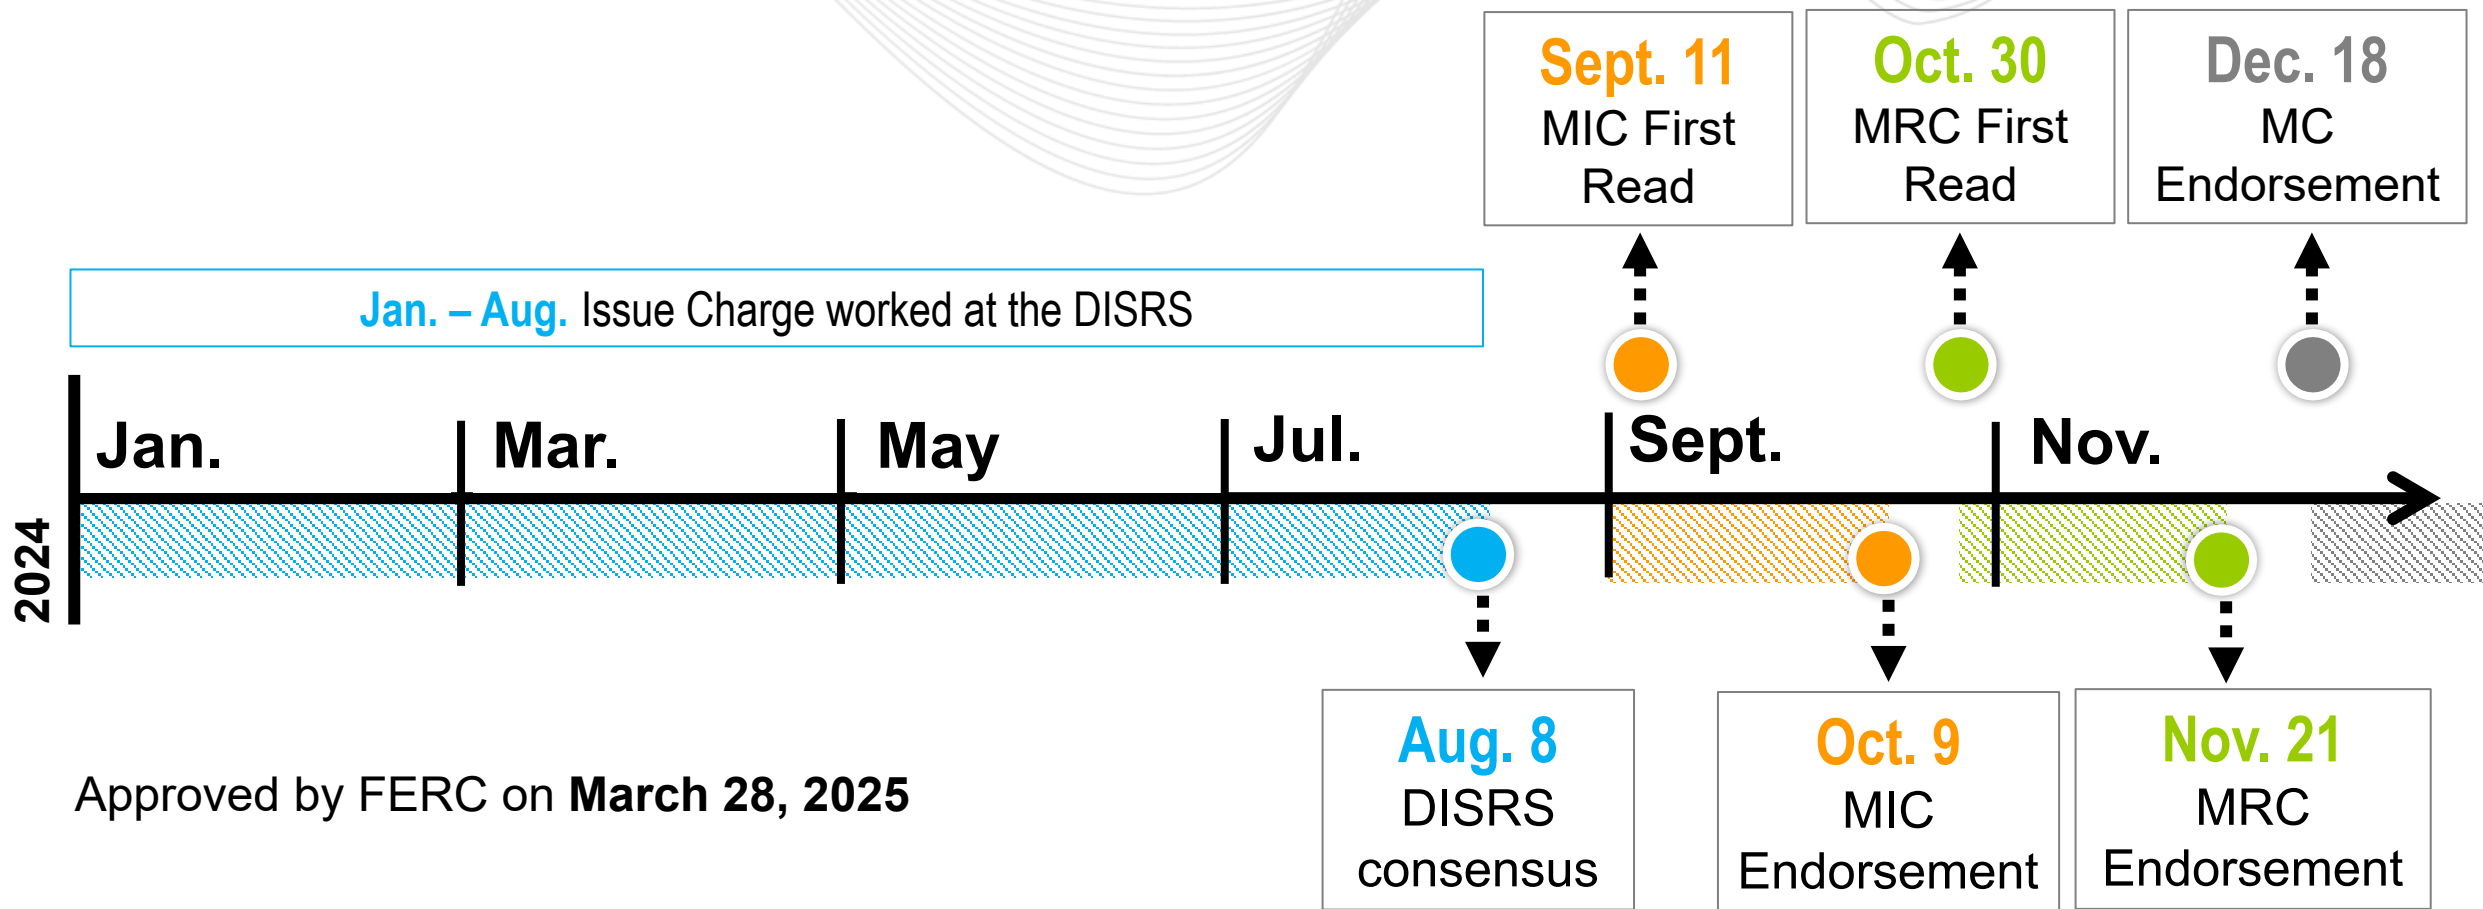 Sept. 11
MIC First
Read
Oct. 30
MRC First
Read
Dec. 18
MC
Endorsement
Jan. – Aug. Issue Charge worked at the DISRS
2024
Jan.
Mar.
May
Jul.
Sept.
Nov.
Aug. 8
DISRS
consensus
Oct. 9
MIC
Endorsement
Nov. 21
MRC
Endorsement
Approved by FERC on March 28, 2025